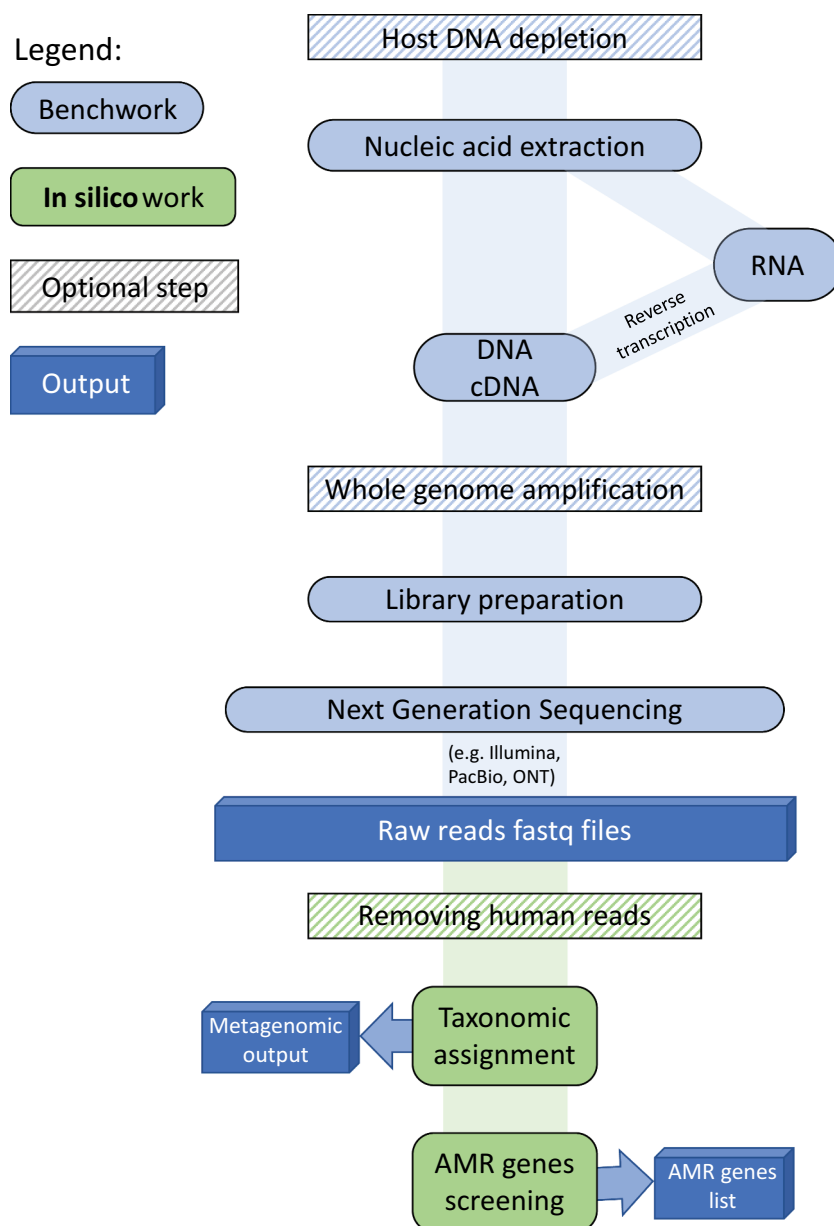 Legend:
Benchwork
In silico work
Optional step
Output
Host DNA depletion
Nucleic acid extraction
RNA
Reverse
transcription
DNA
cDNA
Whole genome amplification
Library preparation
Next Generation Sequencing
(e.g. Illumina,
PacBio, ONT)
Raw reads fastq files
Removing human reads
Taxonomic
assignment
Metagenomic
output
AMR genes
screening
AMR genes
list